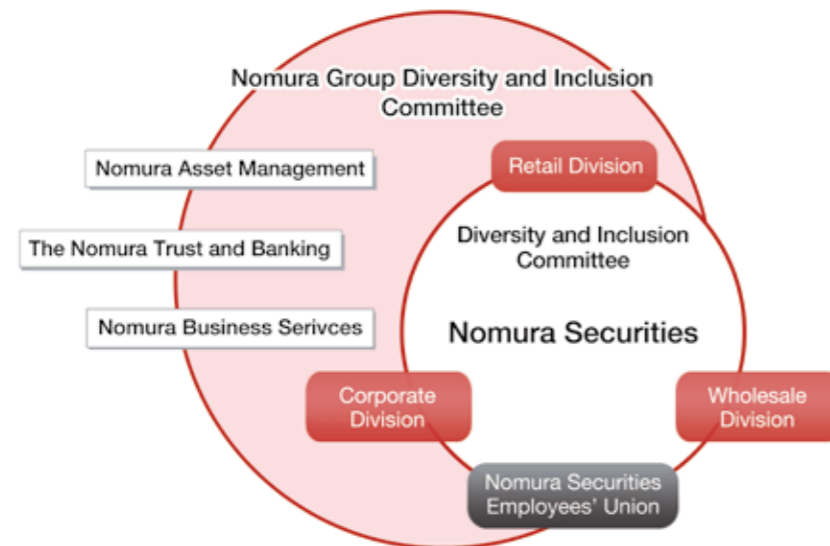 Nomura Group Diversity and Inclusion
Committee
Nomura Asset Management
Retail Division
The Nomura Trust and Banking
Diversity and Inclusion
Committee
Nomura Business Serivces
Nomura Securities
Corporate
Division
Wholesale
Division
Nomura Securities
Employees' Union